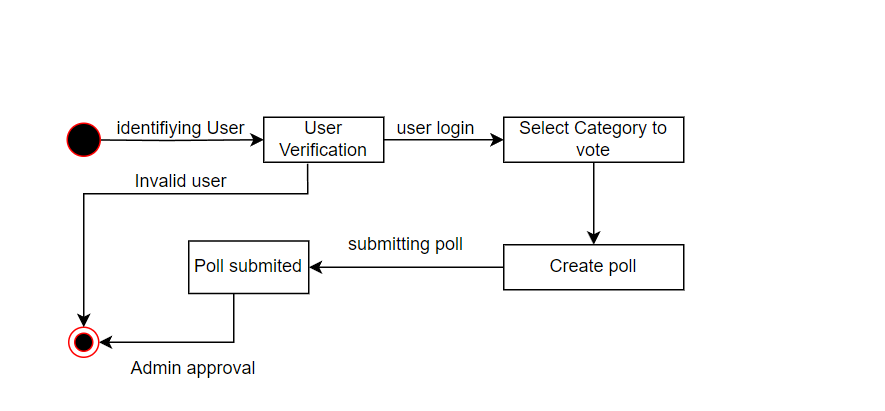 identifiying User
User
Verification
user login
Select Category to
vote
Invalid user
submitting poll
Poll submited
Create poll
Admin approval